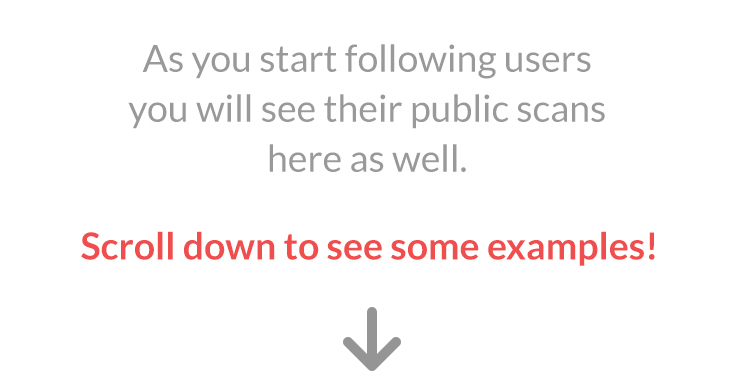 As you start following users
you will see their public scans
here as well.
Scroll down to see some examples!